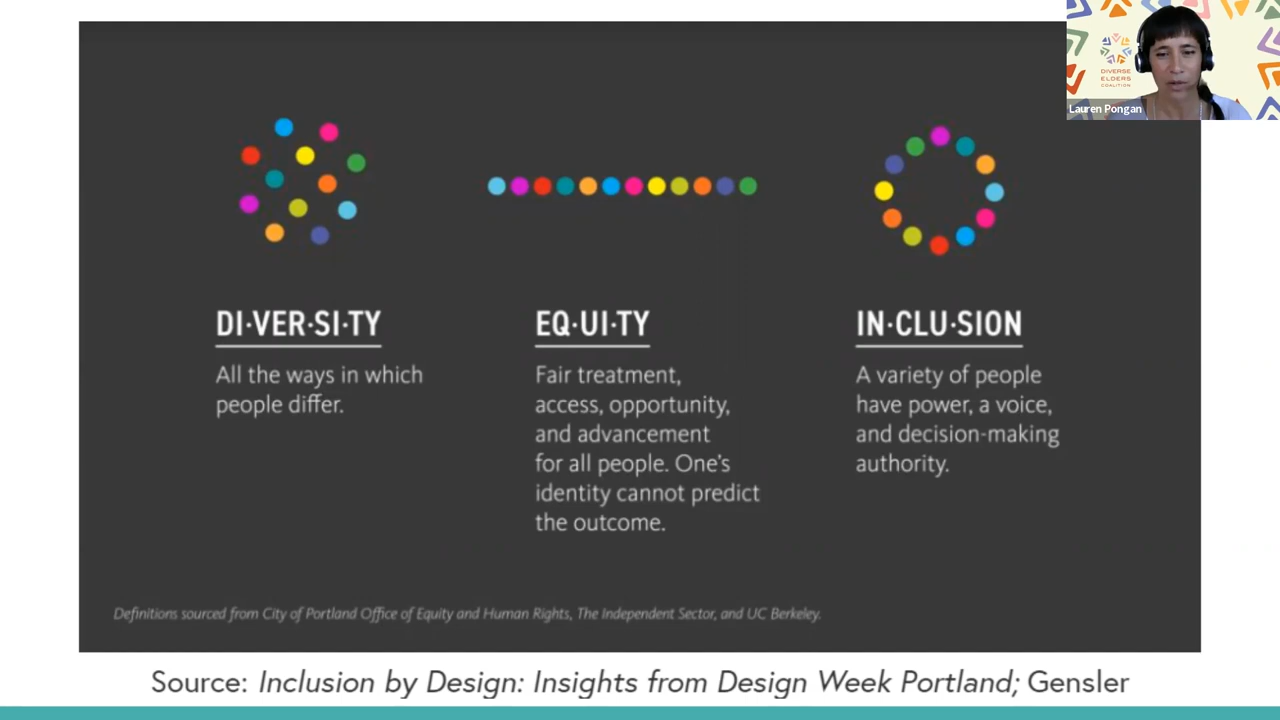 DIVERSE
ELDERS
COALITION
Lauren Pongan
DI·VER·SI·TY
All the ways in which
people differ.
EQ·UI·TY
Fair treatment,
access, opportunity,
and advancement
for all people. One’s
identity cannot predict
the outcome.
IN·CLU·SION
A variety of people
have power, a voice,
and decision-making
authority.
Definitions sourced from City of Portland Office of Equity and Human Rights, The Independent Sector, and UC Berkeley.
Source: Inclusion by Design: Insights from Design Week Portland; Gensler